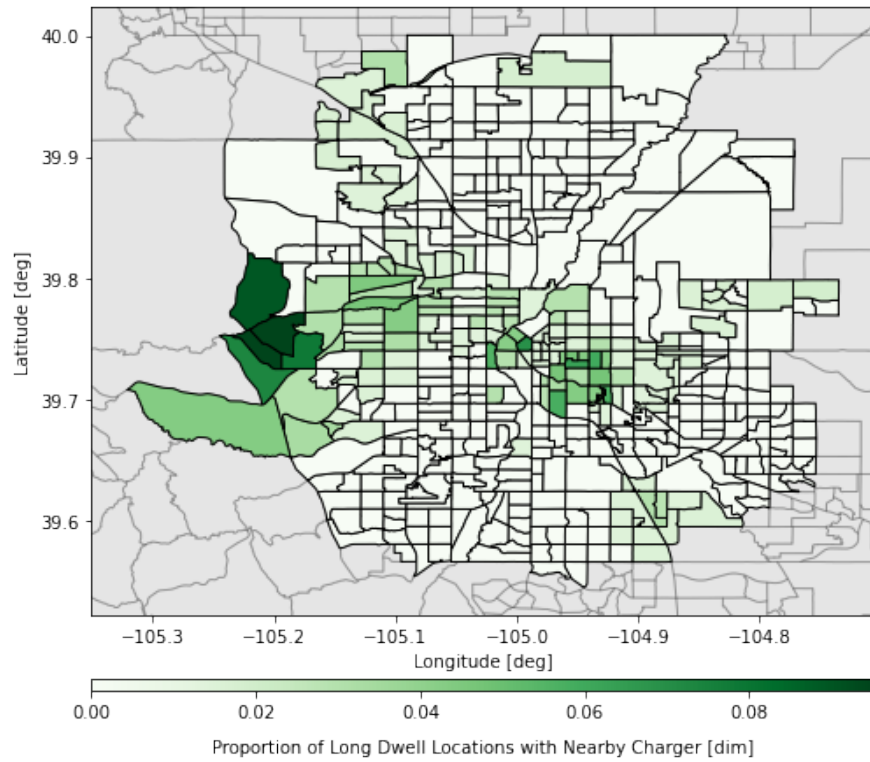 40.0
39.9
39.8
39.7
39.6
Latitude [deg]
−105.3 −105.2 −105.1 −105.0 −104.9 −104.8
Longitude [deg]
0.00 0.02 0.04 0.06 0.08
Proportion of Long Dwell Locations with Nearby Charger [dim]